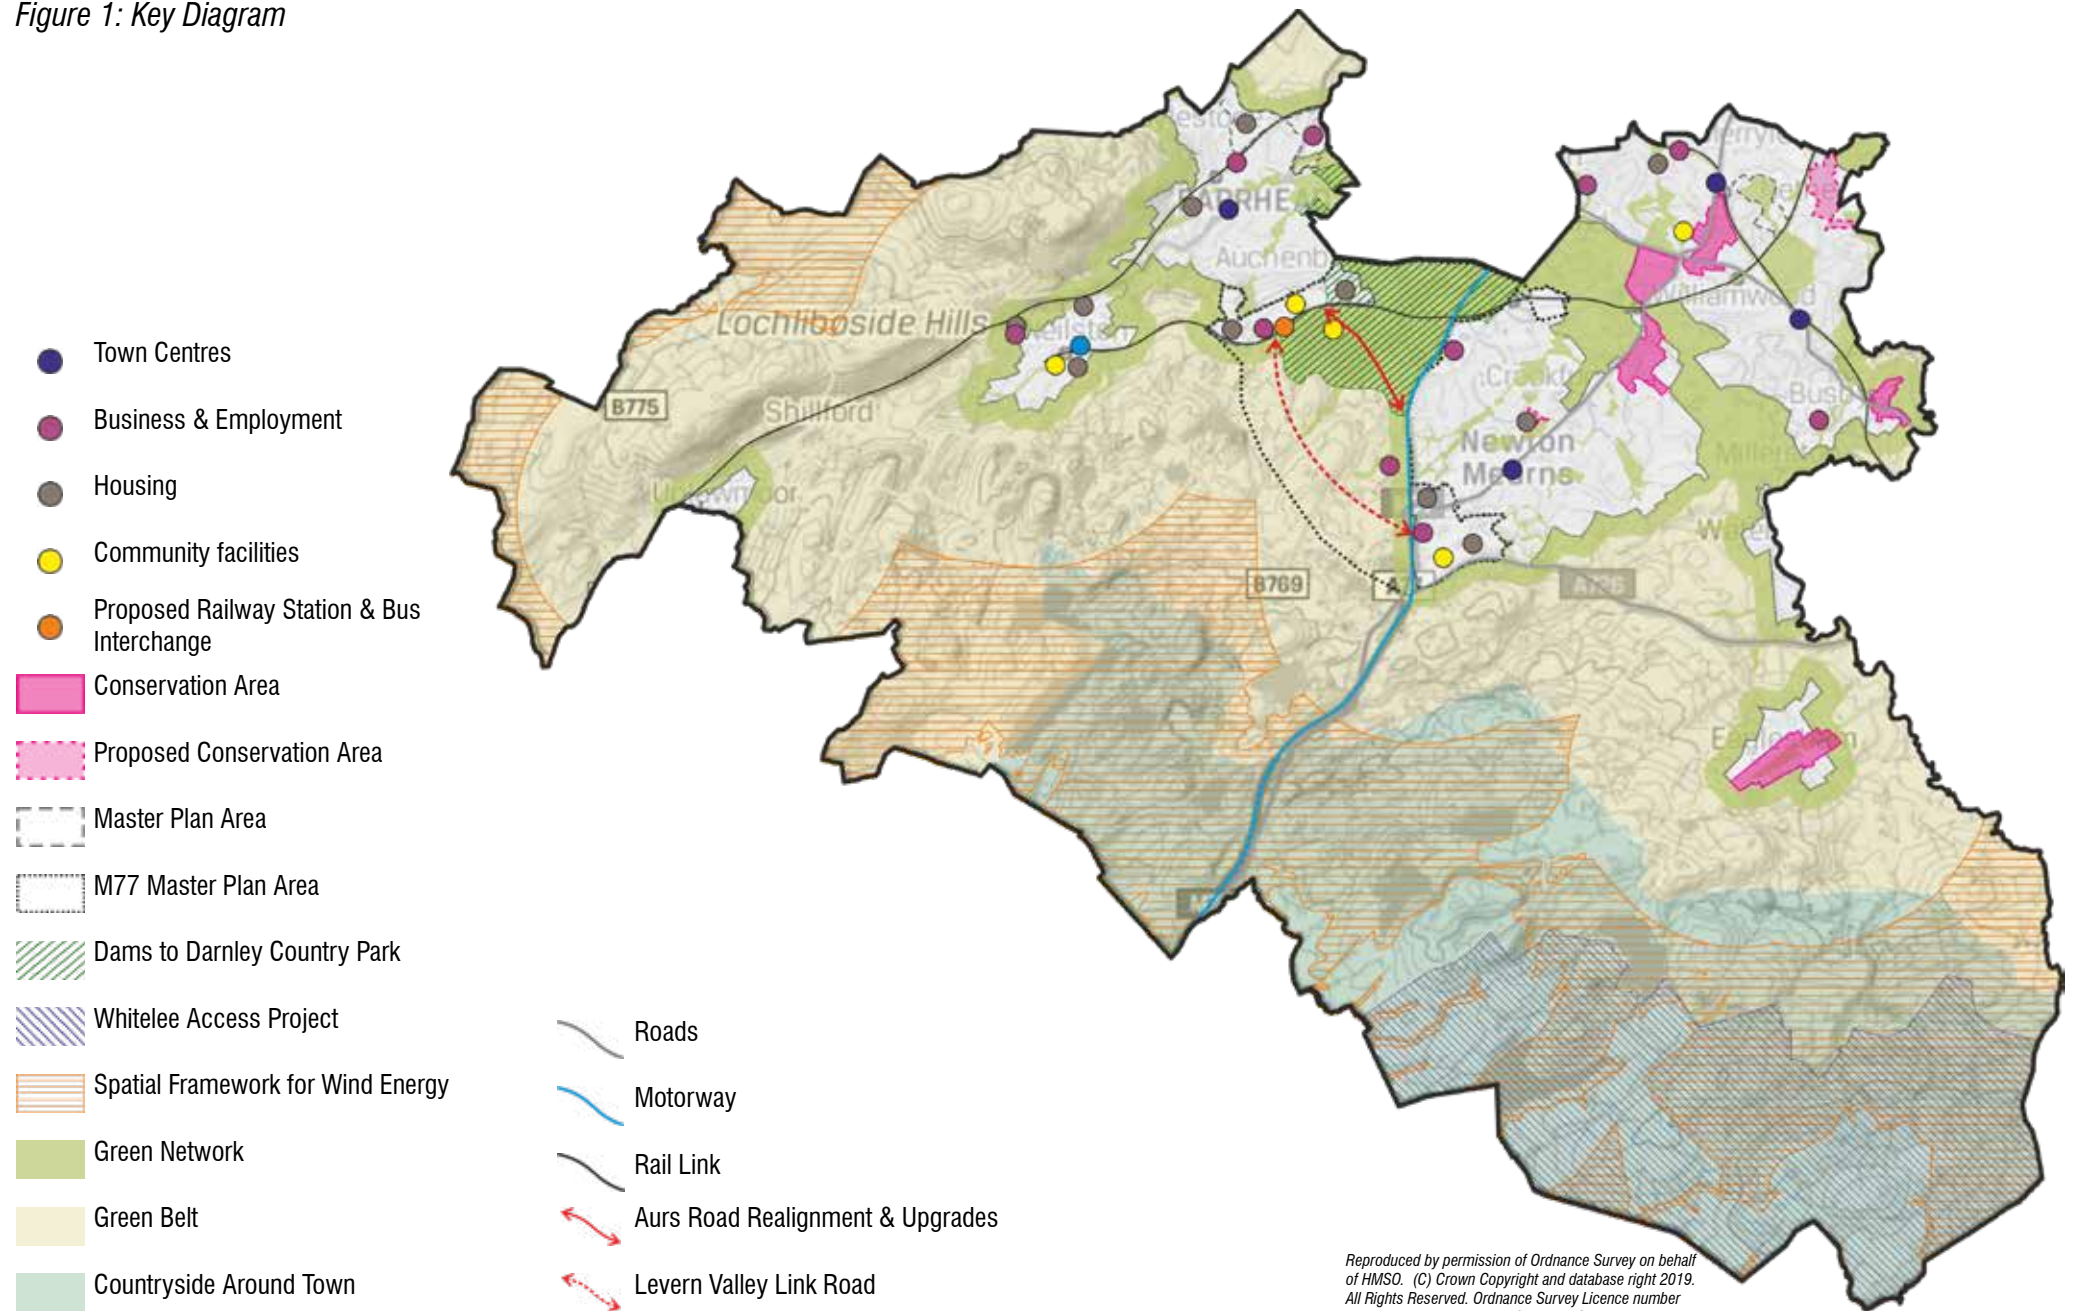 Figure 1: Key Diagram
Town Centres
Business & Employment
Housing
Community facilities
Proposed Railway Station & Bus
Interchange
Conservation Area
Proposed Conservation Area
Master Plan Area
M77 Master Plan Area
Dams to Darnley Country Park
Whitelee Access Project
Spatial Framework for Wind Energy
Green Network
Green Belt
Countryside Around Town
Roads
Motorway
Rail Link
Aurs Road Realignment & Upgrades
Levern Valley Link Road
Auchenb
Lochliboside Hills
B775
Shillford
Newton
Mearns
B769
A726
Reproduced by permission of Ordnance Survey on behalf
of HMSO. (C) Crown Copyright and database right 2019.
All Rights Reserved. Ordnance Survey Licence number